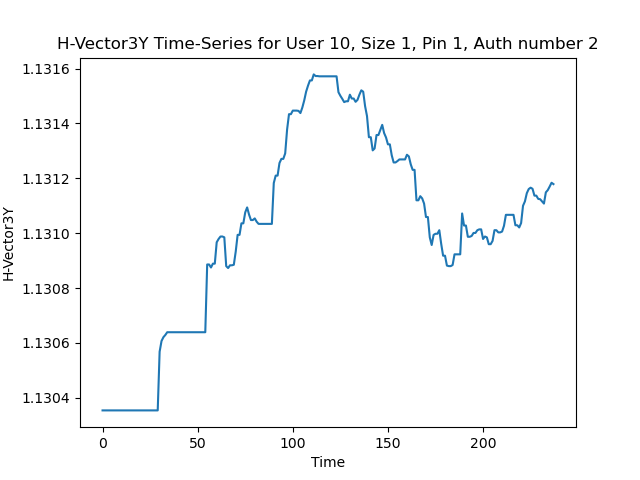 H-Vector3Y Time-Series for User 10, Size 1, Pin 1, Auth number 2
1.1316
1.1314
1.1312
1.1310
1.1308
1.1306
1.1304
H-Vector3Y
0 50 100 150 200
Time